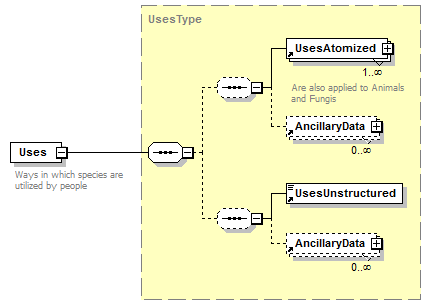 UsesType
UsesAtomized
1..∞
Are also applied to Animals
and Fungis
AncillaryData
0..∞
Uses
Ways in which species are
utilized by people
UsesUnstructured
AncillaryData
0..∞